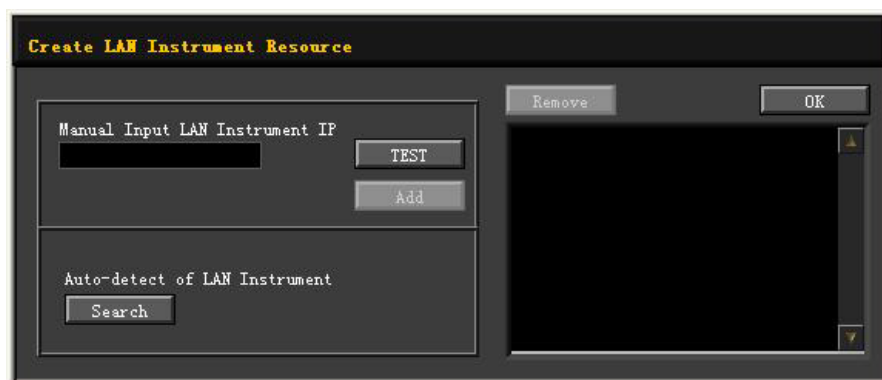 Create LAN Instrument Resource
Manual Input LAN Instrument IP
TEST
Add
Auto-detect of LAN Instrument
Search
Remove
OK